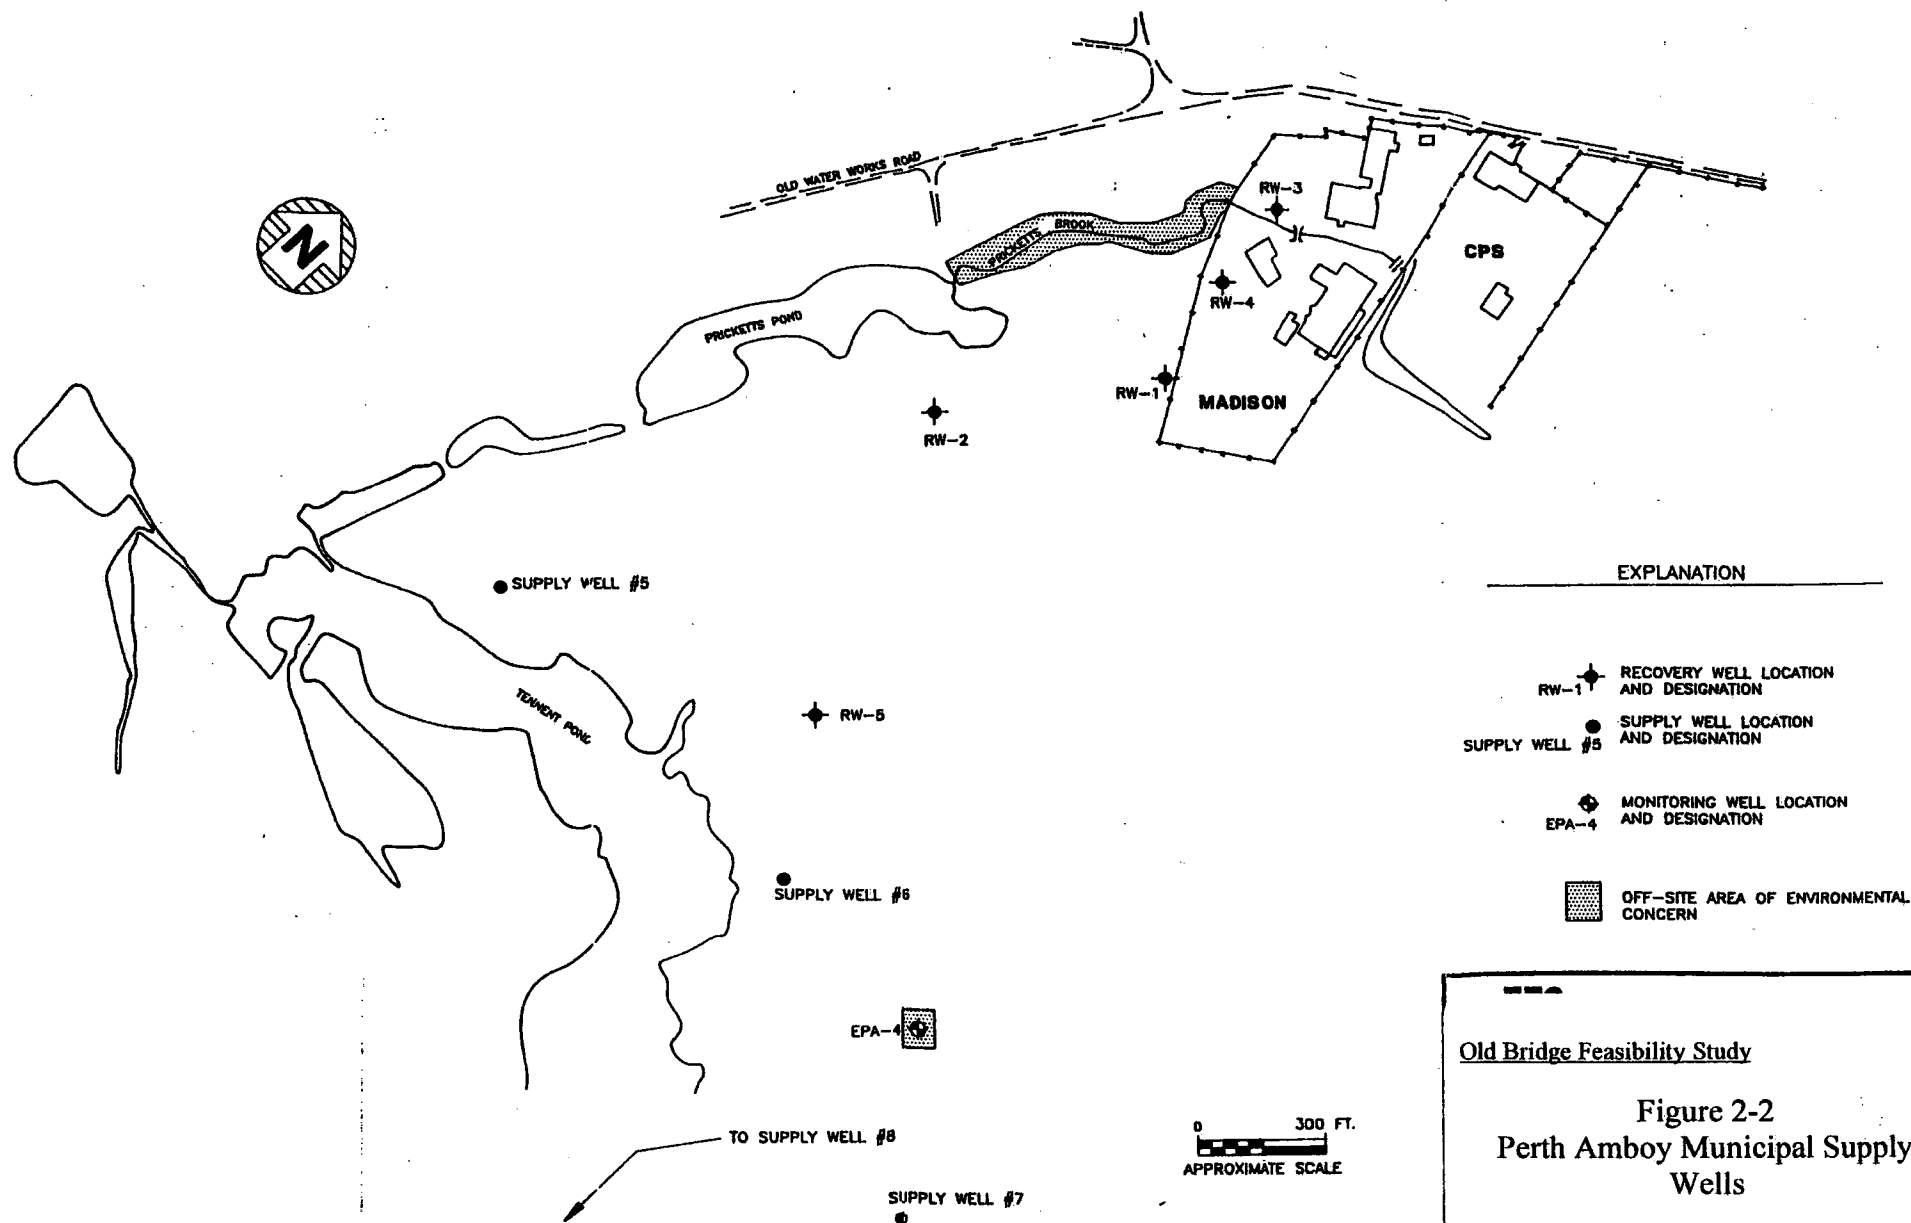 OLD WATER WORKS ROAD
N
RW-3
PRICKETTS BROOK
CPS
RW-4
PRICKETTS POND
RW-1
MADISON
RW-2
SUPPLY WELL #5
TENNENT POND
RW-5
SUPPLY WELL #6
EPA-4
TO SUPPLY WELL #8
SUPPLY WELL #7
0 300 FT.
APPROXIMATE SCALE
EXPLANATION
RECOVERY WELL LOCATION
RW-1 AND DESIGNATION
SUPPLY WELL LOCATION
SUPPLY WELL #5 AND DESIGNATION
MONITORING WELL LOCATION
EPA-4 AND DESIGNATION
OFF-SITE AREA OF ENVIRONMENTAL
CONCERN
Old Bridge Feasibility Study
Figure 2-2
Perth Amboy Municipal Supply
Wells